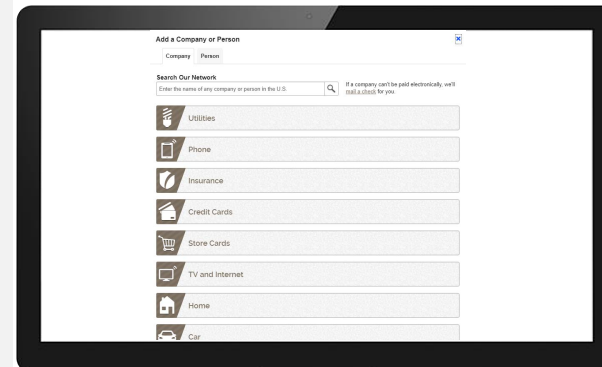 Add a Company or Person
Company Person
Search Our Network
Enter the name of any company or person in the U.S.
If a company can't be paid electronically, we'll
mail a check for you.
Utilities
Phone
Insurance
Credit Cards
Store Cards
TV and Internet
Home
Car